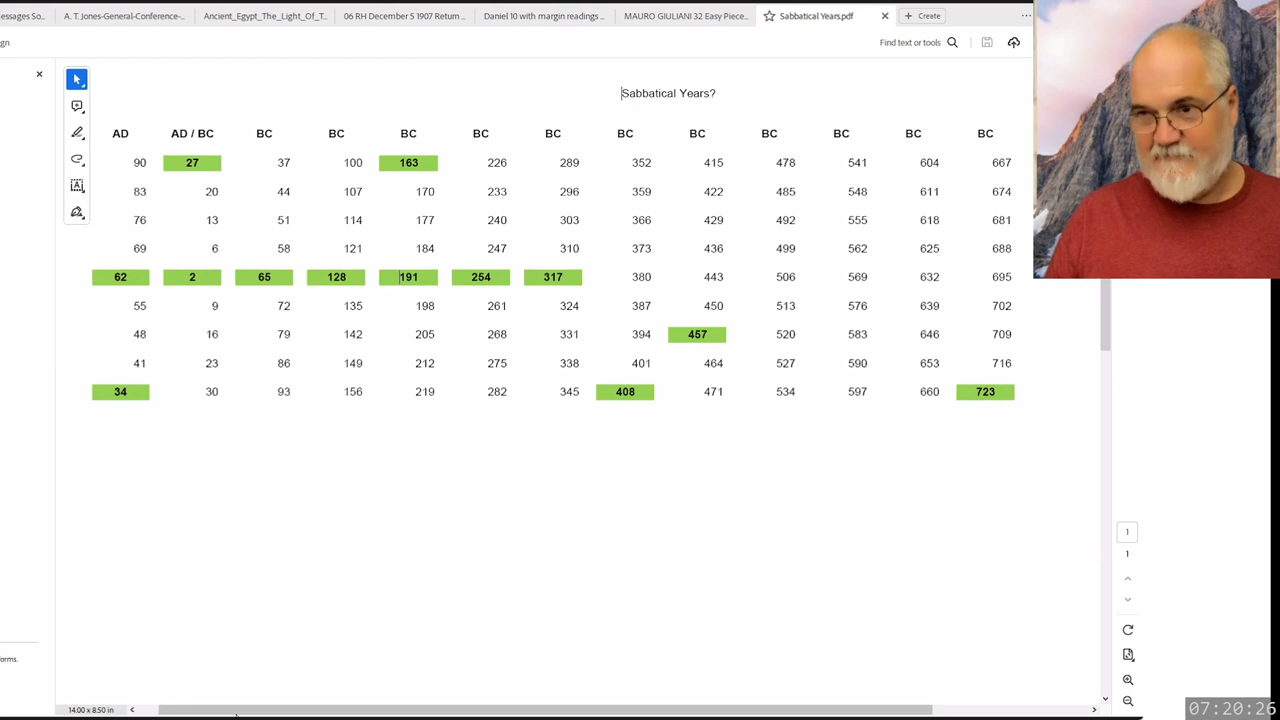 essages So... A. T. Jones-General-Conference-... Ancient_Egypt_The_Light_Of_T... 06 RH December 5 1907 Return ... Daniel 10 with margin readings ... MAURO GIULIANI 32 Easy Piece... Sabbatical Years.pdf Create
gn Find text or tools
Sabbatical Years?
AD AD / BC BC BC BC BC BC BC BC BC BC BC BC
90 27 37 100 163 226 289 352 415 478 541 604 667
83 20 44 107 170 233 296 359 422 485 548 611 674
76 13 51 114 177 240 303 366 429 492 555 618 681
69 6 58 121 184 247 310 373 436 499 562 625 688
62 2 65 128 191 254 317 380 443 506 569 632 695
55 9 72 135 198 261 324 387 450 513 576 639 702
48 16 79 142 205 268 331 394 457 520 583 646 709
41 23 86 149 212 275 338 401 464 527 590 653 716
34 30 93 156 219 282 345 408 471 534 597 660 723
1
1
forms.
14.00 x 8.50 in
07:20:26